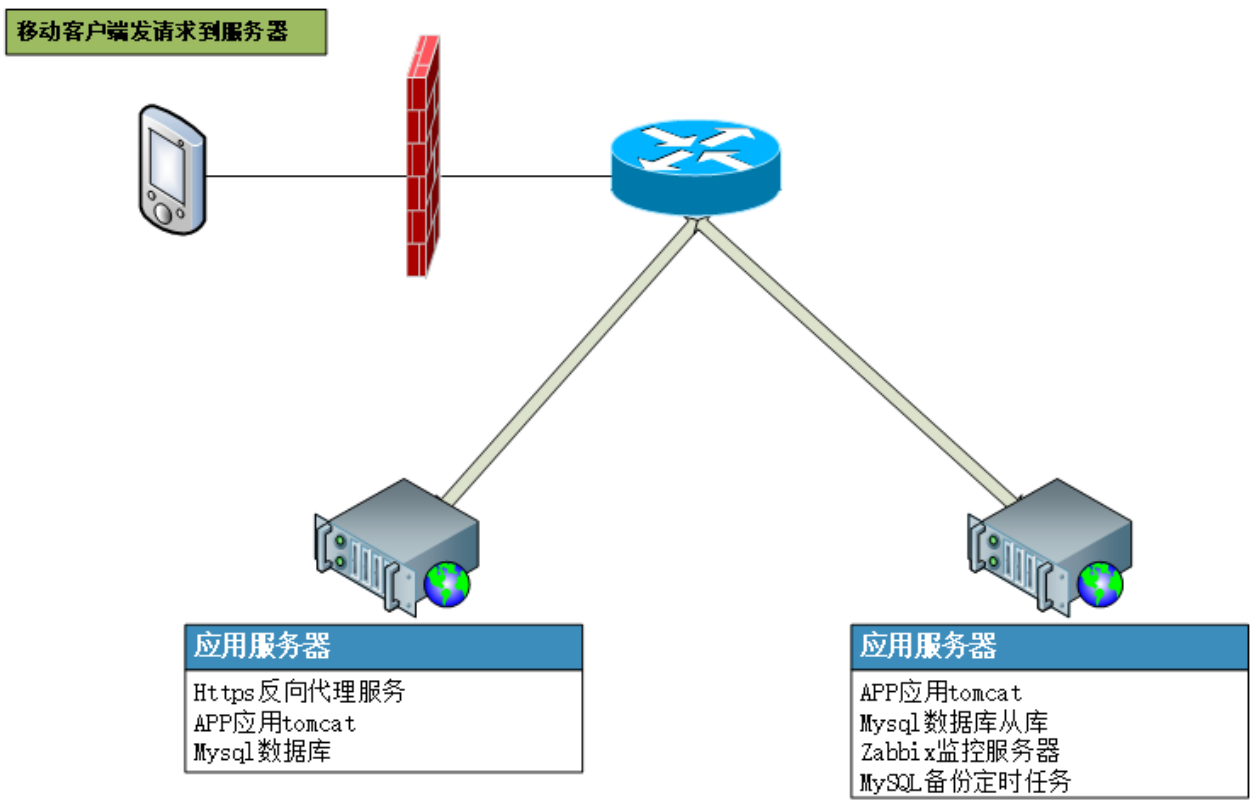 移动客户端发请求到服务器
应用服务器
Https反向代理服务
APP应用tomcat
Mysql数据库
应用服务器
APP应用tomcat
Mysql数据库从库
Zabbix监控服务器
MySQL备份定时任务